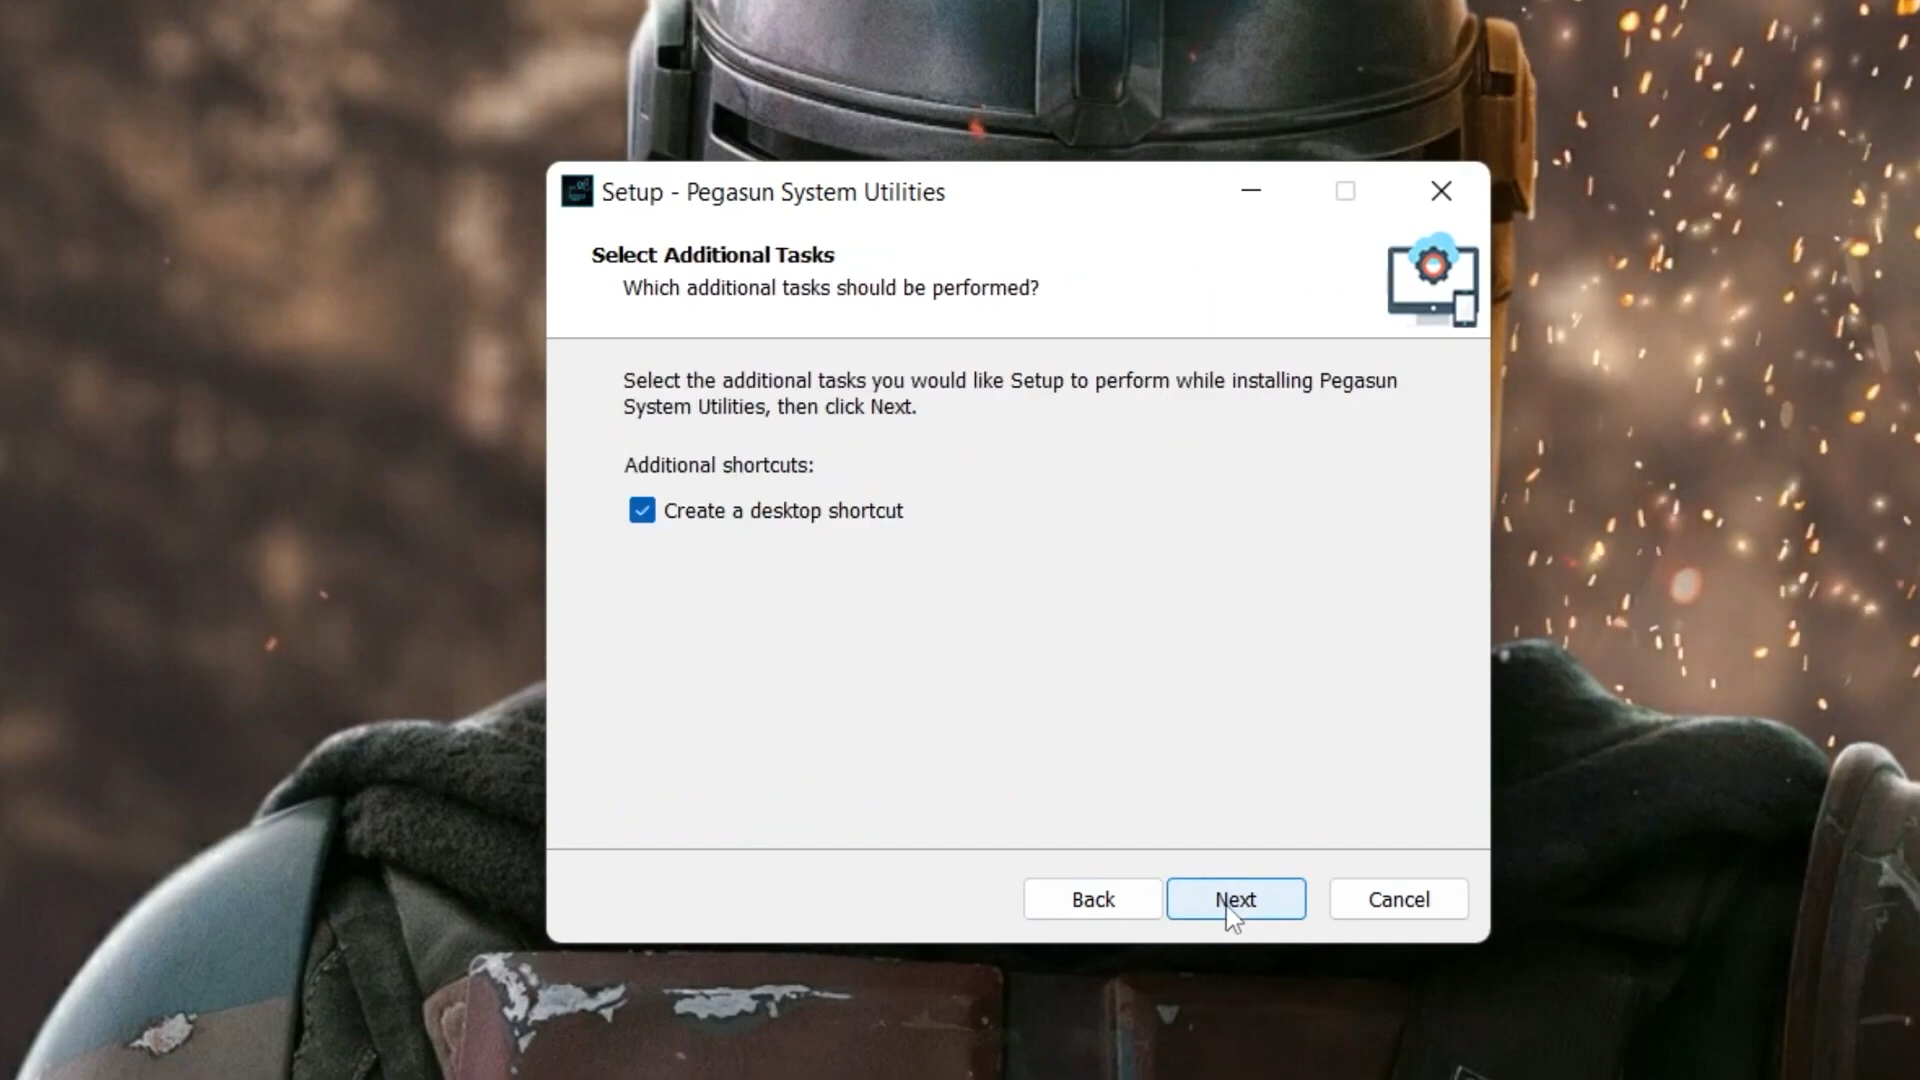 Setup - Pegasun System Utilities
Select Additional Tasks
Which additional tasks should be performed?
Select the additional tasks you would like Setup to perform while installing Pegasun
System Utilities, then click Next.
Additional shortcuts:
Create a desktop shortcut
Back
Next
Cancel